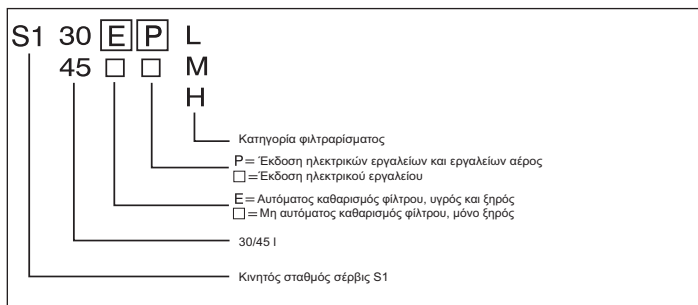 S1 30 E P L
45 □ □ M
H
Κατηγορία φιλτραρίσματος
P= Έκδοση ηλεκτρικών εργαλείων και εργαλείων αέρος
□=Έκδοση ηλεκτρικού εργαλείου
E= Αυτόματος καθαρισμός φίλτρου, υγρός και ξηρός
□= Μη αυτόματος καθαρισμός φίλτρου, μόνο ξηρός
30/45 l
Κινητός σταθμός σέρβις S1